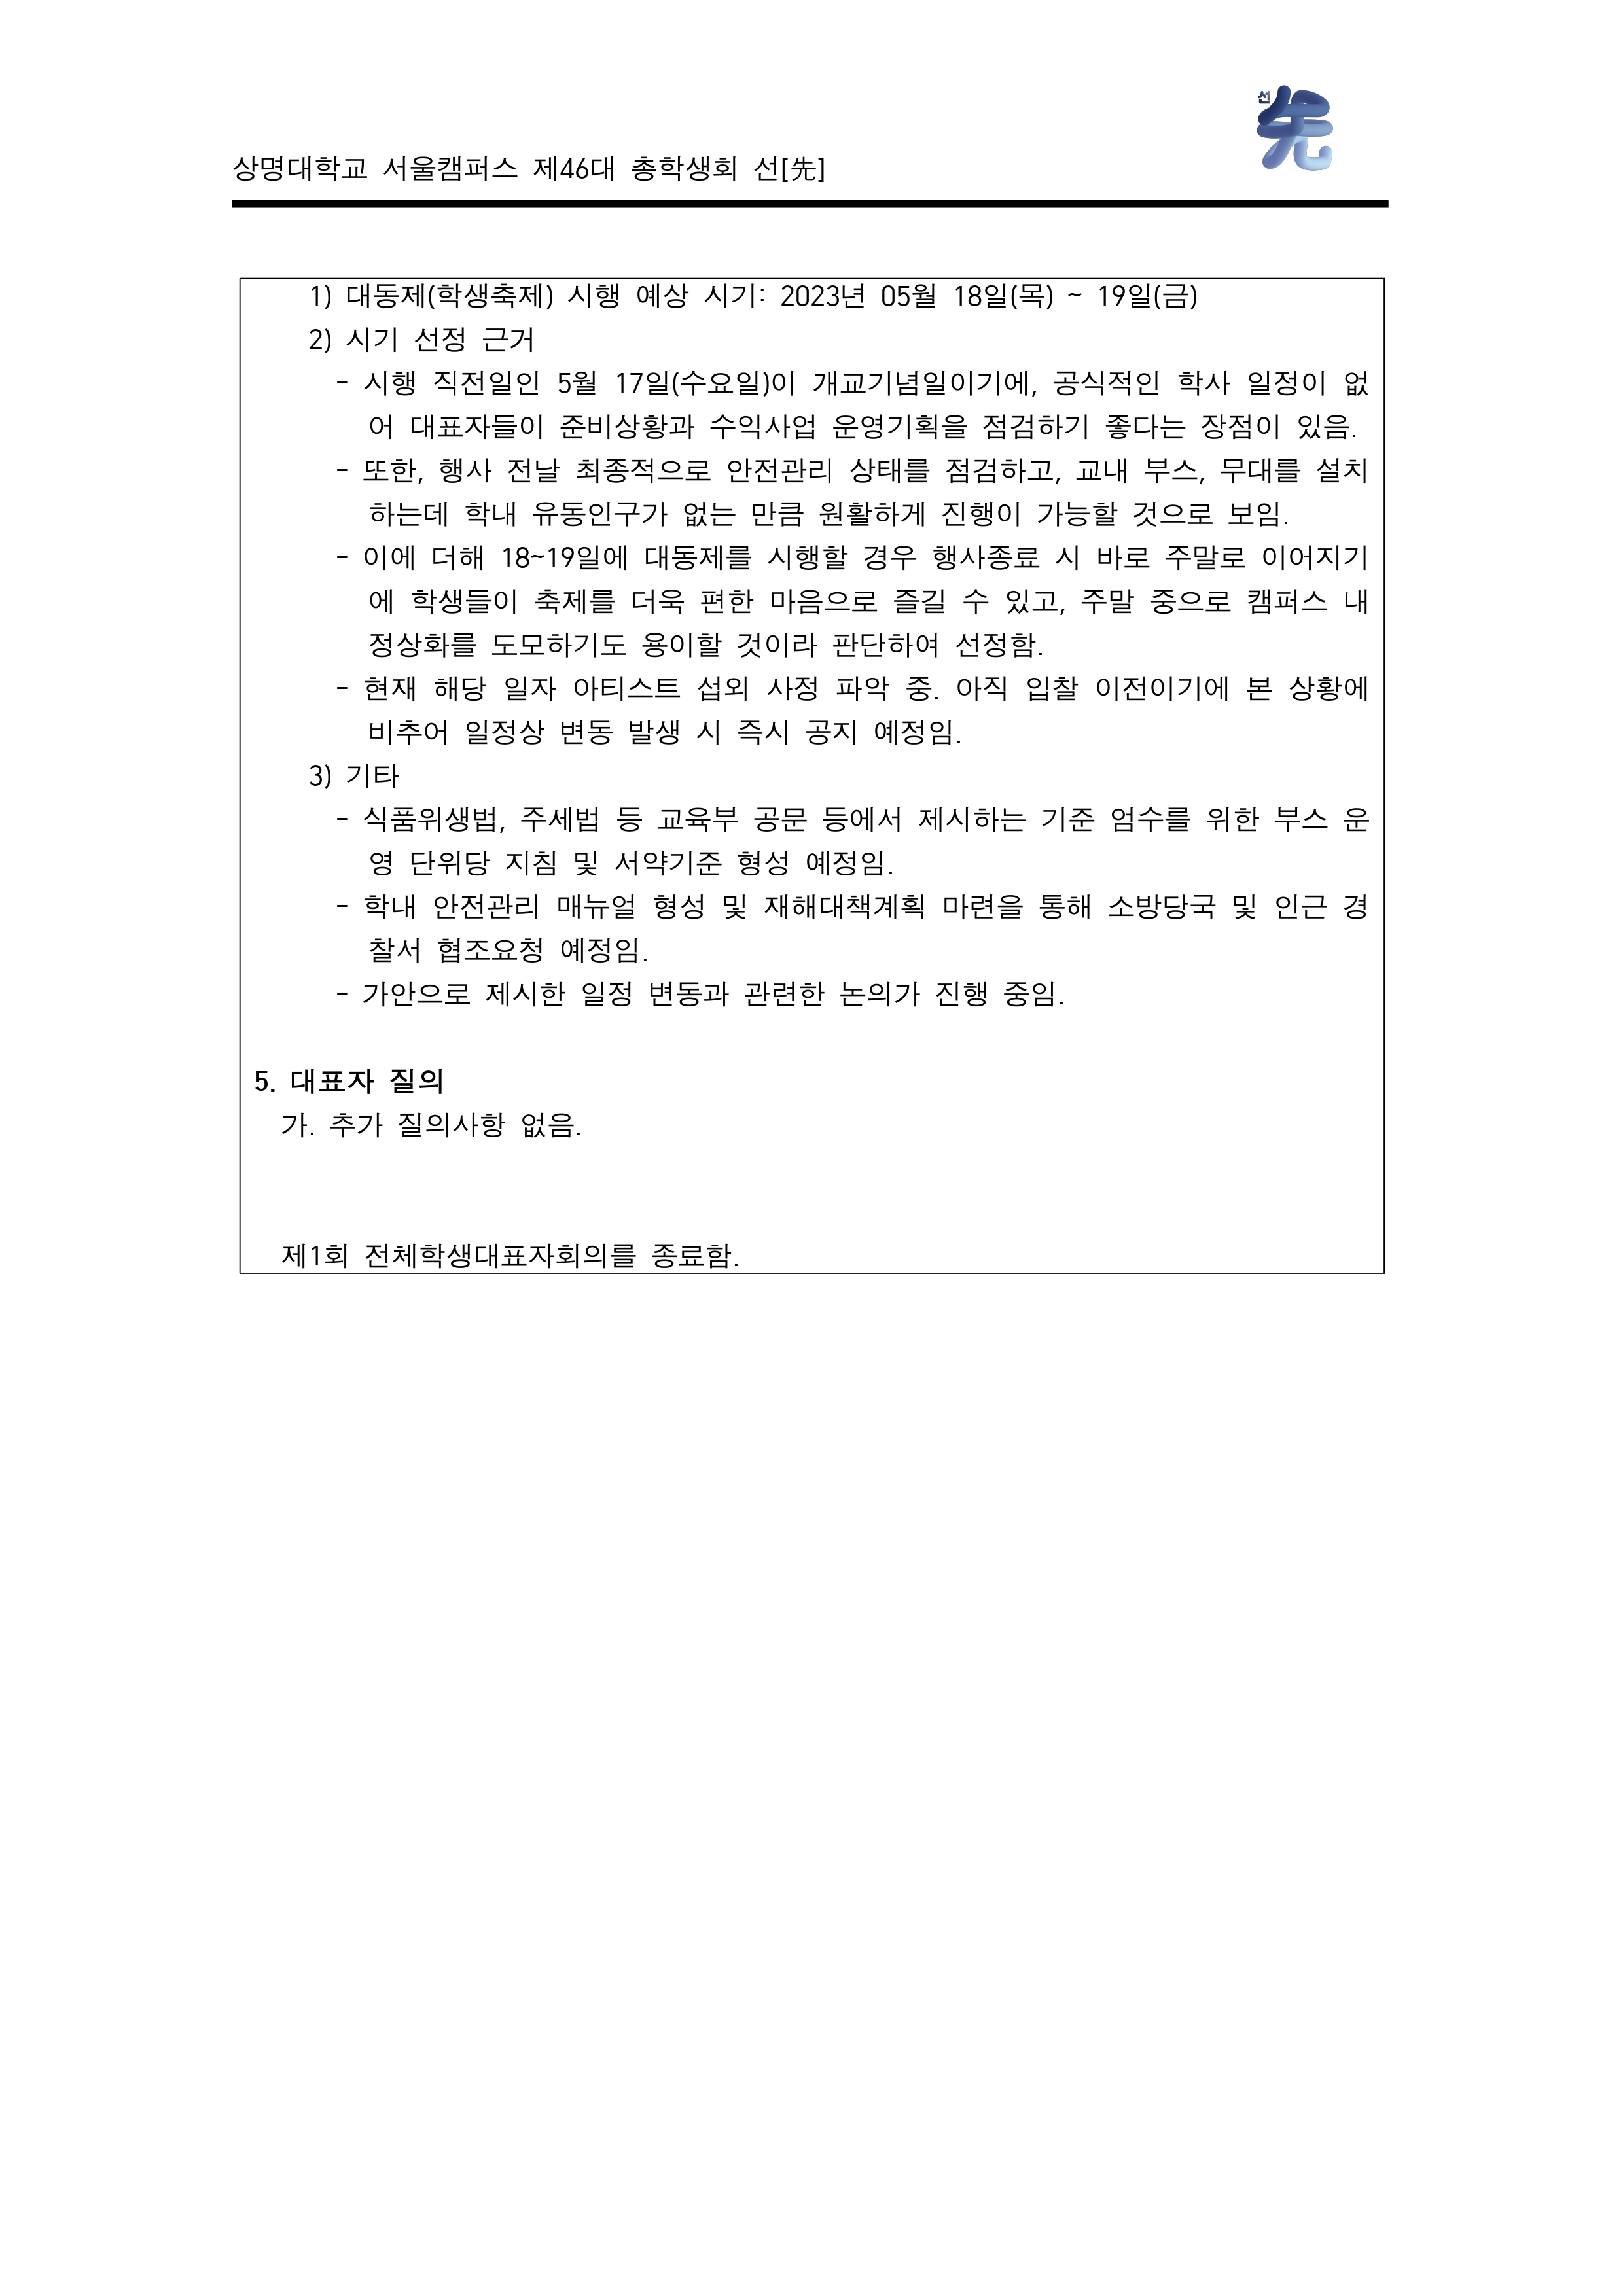 선
先
상명대학교 서울캠퍼스 제46대 총학생회 선[先]
1) 대동제(학생축제) 시행 예상 시기: 2023년 05월 18일(목) ~ 19일(금)
2) 시기 선정 근거
- 시행 직전일인 5월 17일(수요일)이 개교기념일이기에, 공식적인 학사 일정이 없
어 대표자들이 준비상황과 수익사업 운영기획을 점검하기 좋다는 장점이 있음.
- 또한, 행사 전날 최종적으로 안전관리 상태를 점검하고, 교내 부스, 무대를 설치
하는데 학내 유동인구가 없는 만큼 원활하게 진행이 가능할 것으로 보임.
- 이에 더해 18~19일에 대동제를 시행할 경우 행사종료 시 바로 주말로 이어지기
에 학생들이 축제를 더욱 편한 마음으로 즐길 수 있고, 주말 중으로 캠퍼스 내
정상화를 도모하기도 용이할 것이라 판단하여 선정함.
- 현재 해당 일자 아티스트 섭외 사정 파악 중. 아직 입찰 이전이기에 본 상황에
비추어 일정상 변동 발생 시 즉시 공지 예정임.
3) 기타
- 식품위생법, 주세법 등 교육부 공문 등에서 제시하는 기준 엄수를 위한 부스 운
영 단위당 지침 및 서약기준 형성 예정임.
- 학내 안전관리 매뉴얼 형성 및 재해대책계획 마련을 통해 소방당국 및 인근 경
찰서 협조요청 예정임.
- 가안으로 제시한 일정 변동과 관련한 논의가 진행 중임.
5. 대표자 질의
가. 추가 질의사항 없음.
제1회 전체학생대표자회의를 종료함.